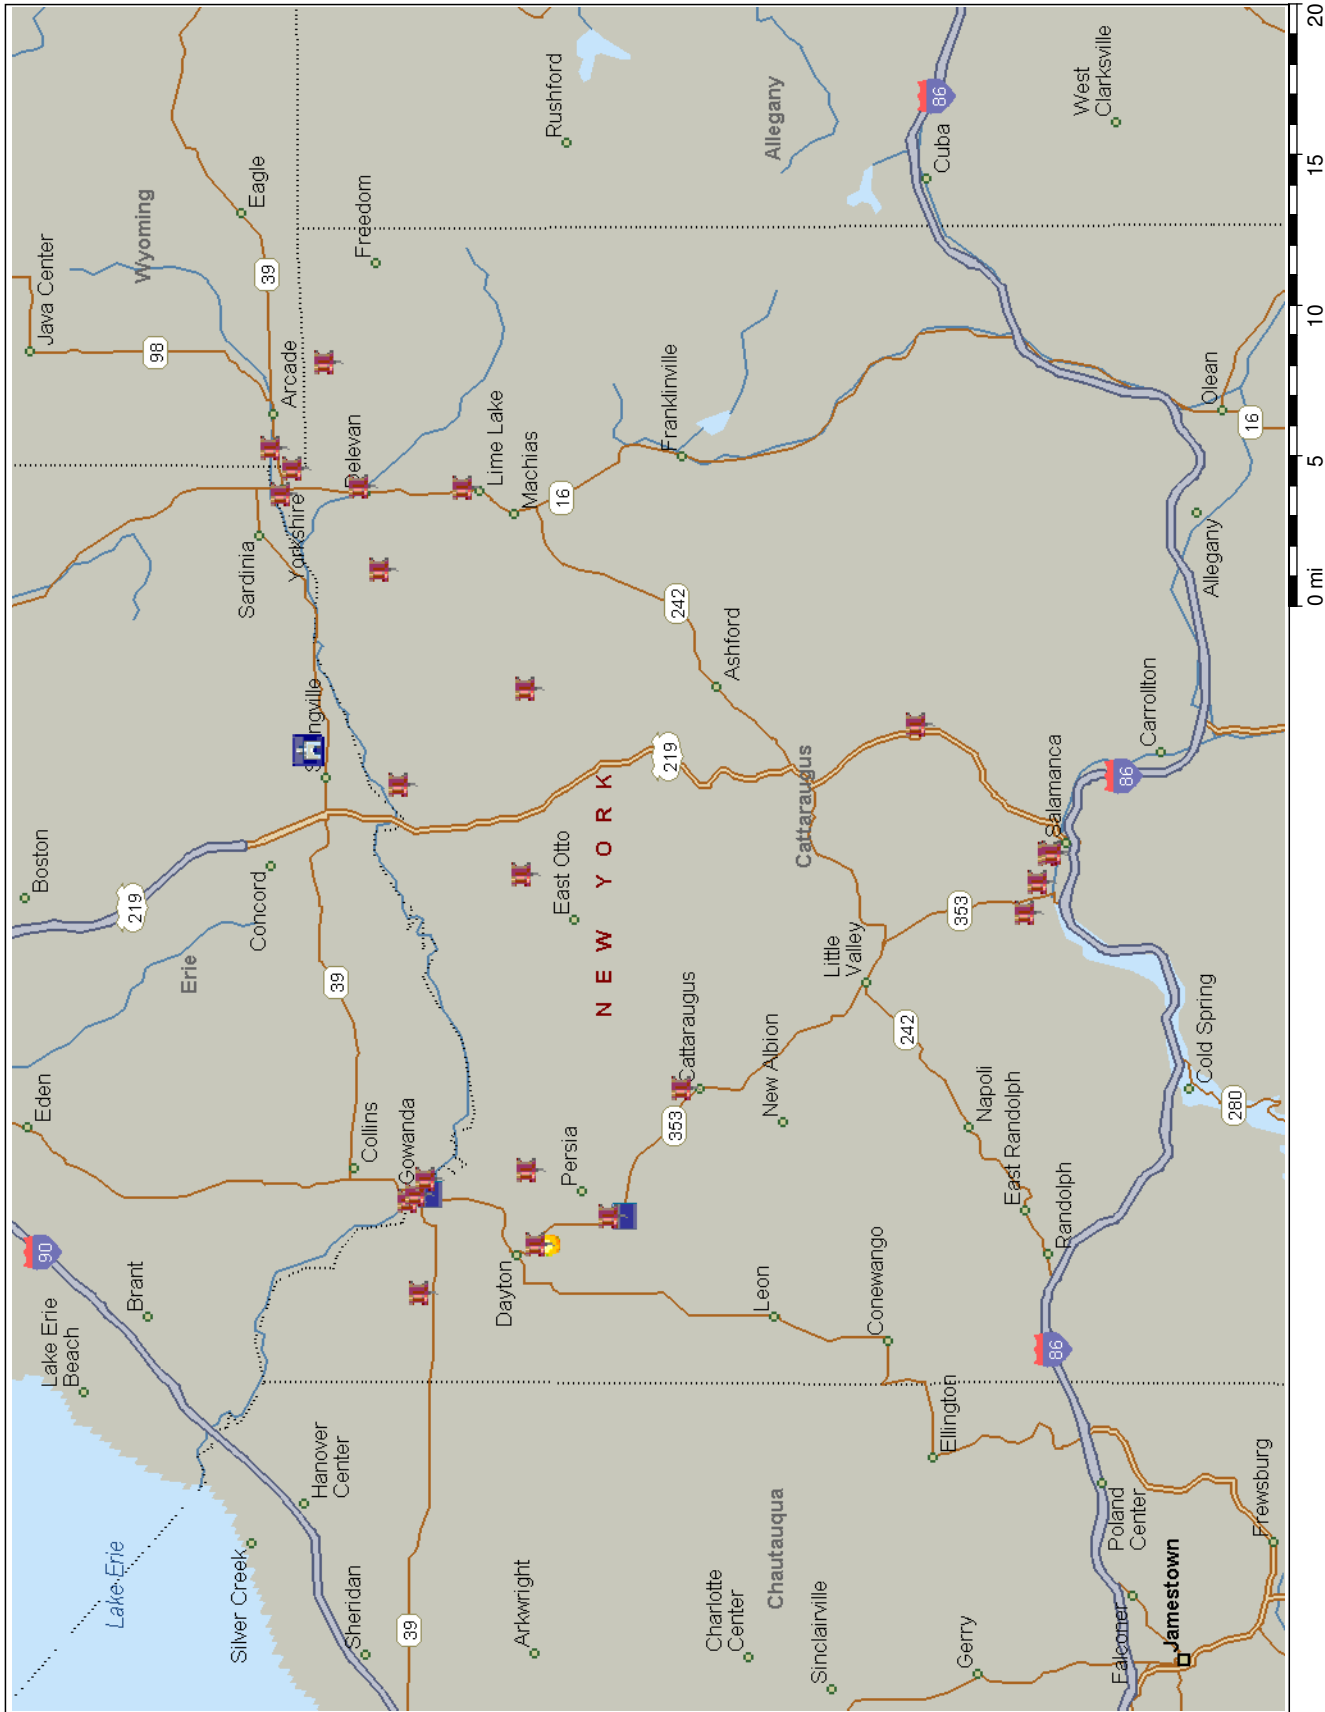 Eden
Boston
Java Center
90
Lake Erie
Beach
Lake Erie
Brant
219
98
Wyoming
Erie
Silver Creek
Concord
Sardinia
Eagle
39
Arcade
Yorkshire
Hanover
Center
39
Sheridan
Collins
Delevan
Freedom
39
Gowanda
Dayton
Lime Lake
Arkwright
Machias
Rushford
Persia
East Otto
16
NEW YORK
353
Cattaraugus
219
242
Franklinville
Charlotte
Center
Leon
New Albion
Ashford
Chautauqua
Allegany
Cattaraugus
Sinclairville
Little
Valley
Conewango
242
Ellington
353
Cuba
86
Gerry
Napoli
East Randolph
Randolph
86
Salamanca
Poland
Center
Falconer
86
Carrollton
West
Clarksville
Jamestown
Cold Spring
Allegany
Olean
280
16
Frewsburg
0 mi 5 10 15 20